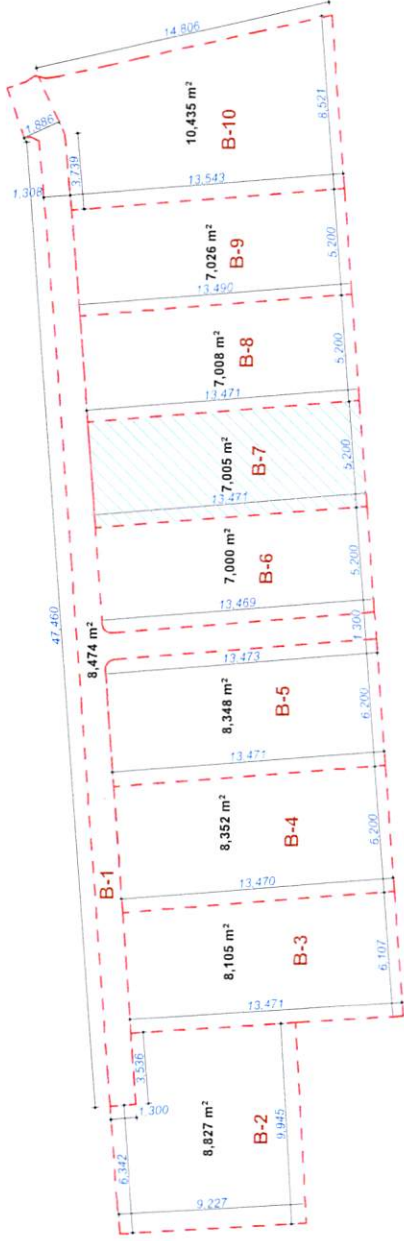 14.806
1.886
1.308
3.739
10,435 m²
B-10
8.521
13.543
7,026 m²
B-9
5.200
13.490
7,008 m²
B-8
5.200
13.471
7,005 m²
B-7
5.200
13.471
7,000 m²
B-6
5.200
13.469
1.300
47.460
8,474 m²
B-1
13.473
8,348 m²
B-5
6.200
13.471
8,352 m²
B-4
6.200
13.470
8,105 m²
B-3
6.107
13.471
3.536
1.300
6.342
8,827 m²
B-2
9.945
9.227